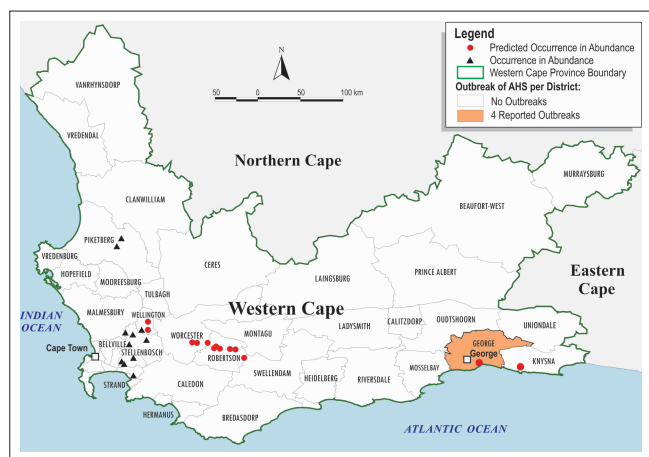 Legend
Predicted Occurrence in Abundance
Occurrence in Abundance
Western Cape Province Boundary
Outbreak of AHS per District:
No Outbreaks
4 Reported Outbreaks
N
50 0 50 100 km
VANRHYNSDORP
VREDENDAL
Northern Cape
MURRAYSBURG
CLANWILLIAM
BEAUFORT-WEST
PIKETBERG
VREDENBURG
CERES
HOPEFIELD
LAINGSBURG
PRINCE ALBERT
Eastern
Cape
MOOREESBURG
TULBAGH
Western Cape
MALMESBURY
WELLINGTON
INDIAN
OCEAN
LADYSMITH
CALITZDORP
OUDTSHOORN
UNIONDALE
WORCESTER
MONTAGU
BELLVILLE
Cape Town
STELLENBOSCH
ROBERTSON
GEORGE
George
KNYSNA
SWELLENDAM
MOSSELBAY
STRAND
CALEDON
HEIDELBERG
RIVERSDALE
HERMANUS
BREDASDORP
ATLANTIC OCEAN